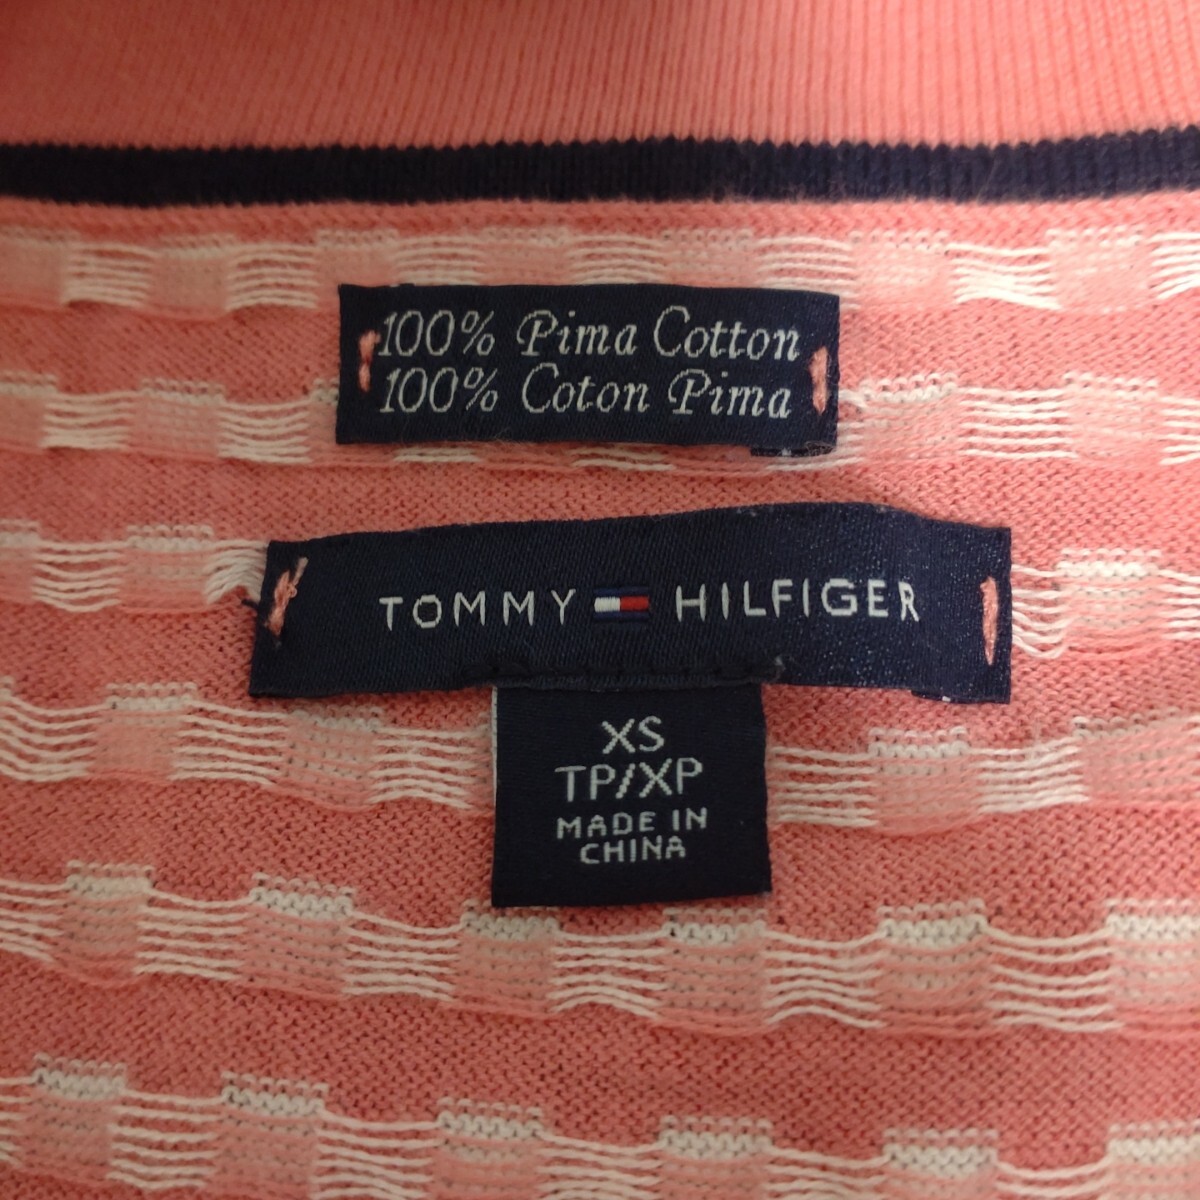 100% Pima Cotton
100% Coton Pima
TOMMY HILFIGER
XS
TP/XP
MADE IN
CHINA